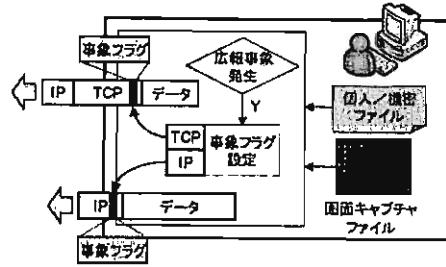 事象フラグ
広報事象
発生
IP TCP データ
Y
個人／機密
ファイル
TCP
IP
事象フラグ
設定
画面キャプチャ
ファイル
IP データ
事象フラグ